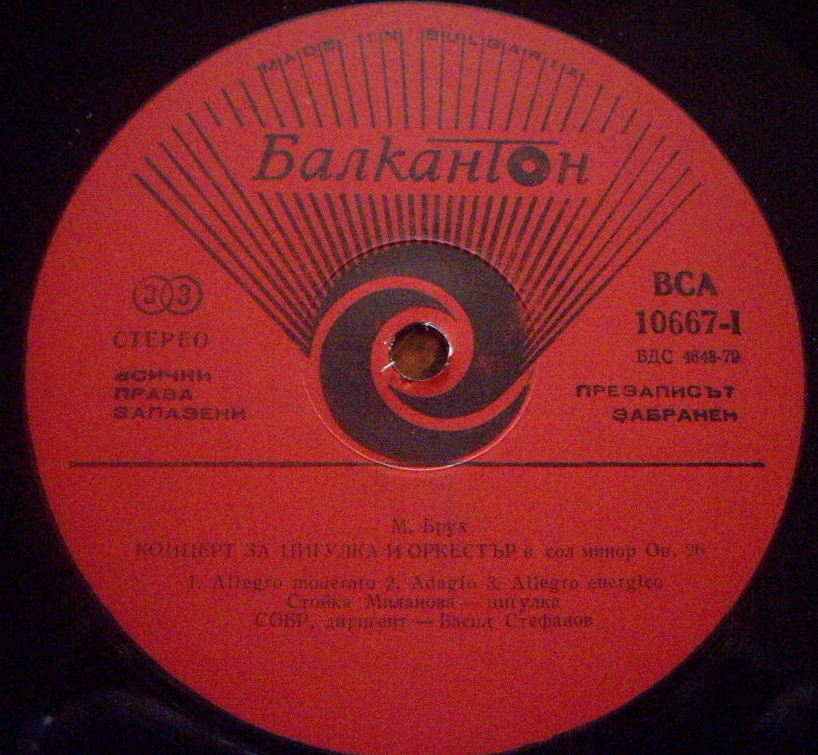 MADE IN BULGARIA
Балкантон
33
СТЕРЕО
ВСИЧНИ
ПРАВА
ЗАПАЗЕНИ
ВСА
10667-I
БДС 4648-79
ПРЕЗАПИСЪТ
ЗАБРАНЕН
М. Брух
КОНЦЕРТ ЗА ЦИГУЛКА И ОРКЕСТЪР в сол минор Оп. 26
1. Allegro moderato 2. Adagio 3. Allegro energico
Стойка Миланова — цигулка
СОБР, диригент — Васил Стефанов